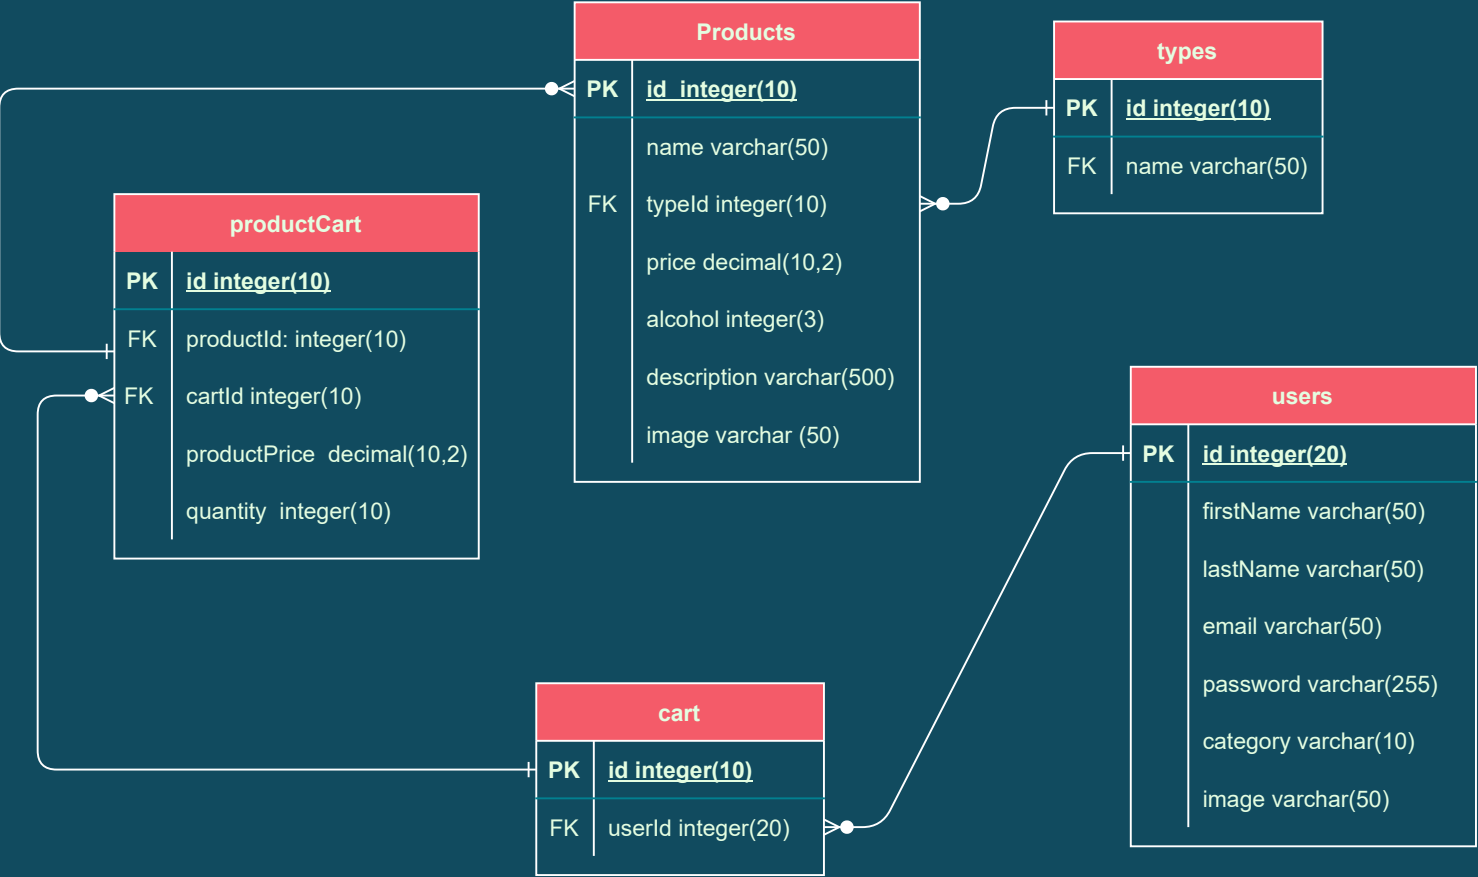 Products
PK id  integer(10)
name varchar(50)
FK typeId integer(10)
price decimal(10,2)
alcohol integer(3)
description varchar(500)
image varchar (50)
types
PK id integer(10)
FK name varchar(50)
productCart
PK id integer(10)
FK productId: integer(10)
FK cartId integer(10)
productPrice  decimal(10,2)
quantity  integer(10)
users
PK id integer(20)
firstName varchar(50)
lastName varchar(50)
email varchar(50)
password varchar(255)
category varchar(10)
image varchar(50)
cart
PK id integer(10)
FK userId integer(20)